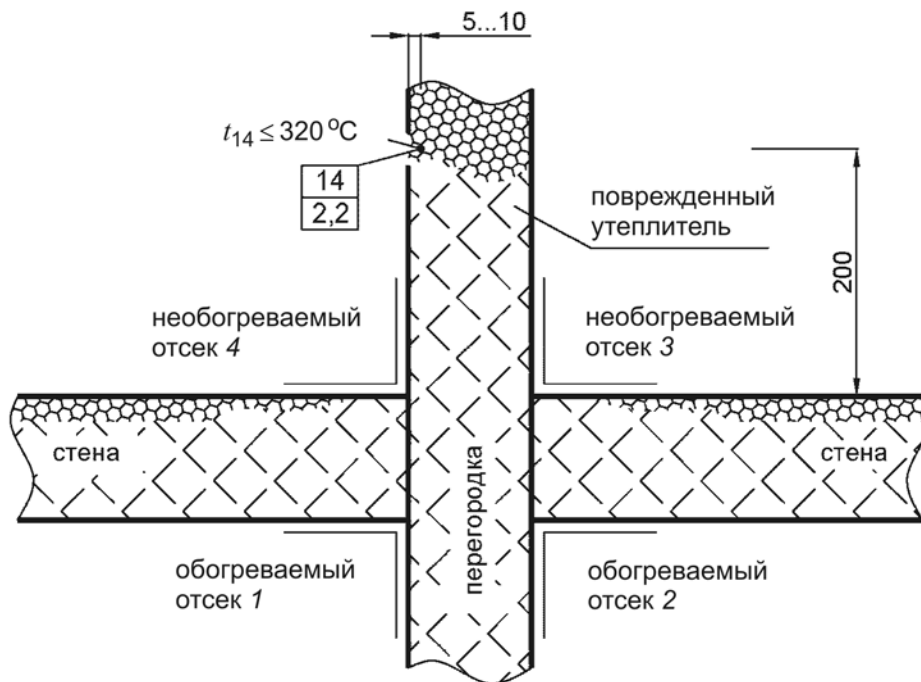 5...10
t14 ≤ 320 °C
14
2,2
поврежденный
утеплитель
200
необогреваемый
отсек 4
необогреваемый
отсек 3
стена
перегородка
стена
обогреваемый
отсек 1
обогреваемый
отсек 2